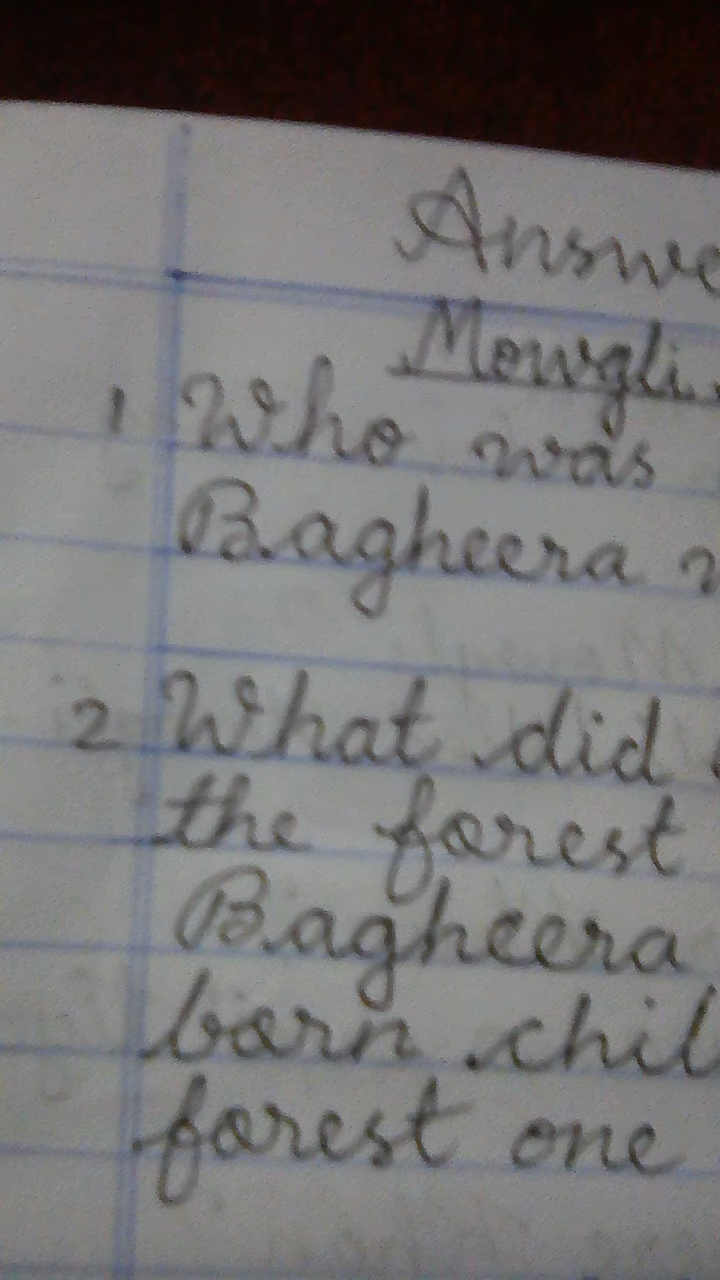 Answe
Mowgli.
1 Who was
Bagheera
2 What did
the forest
Bagheera
born chil
forest one